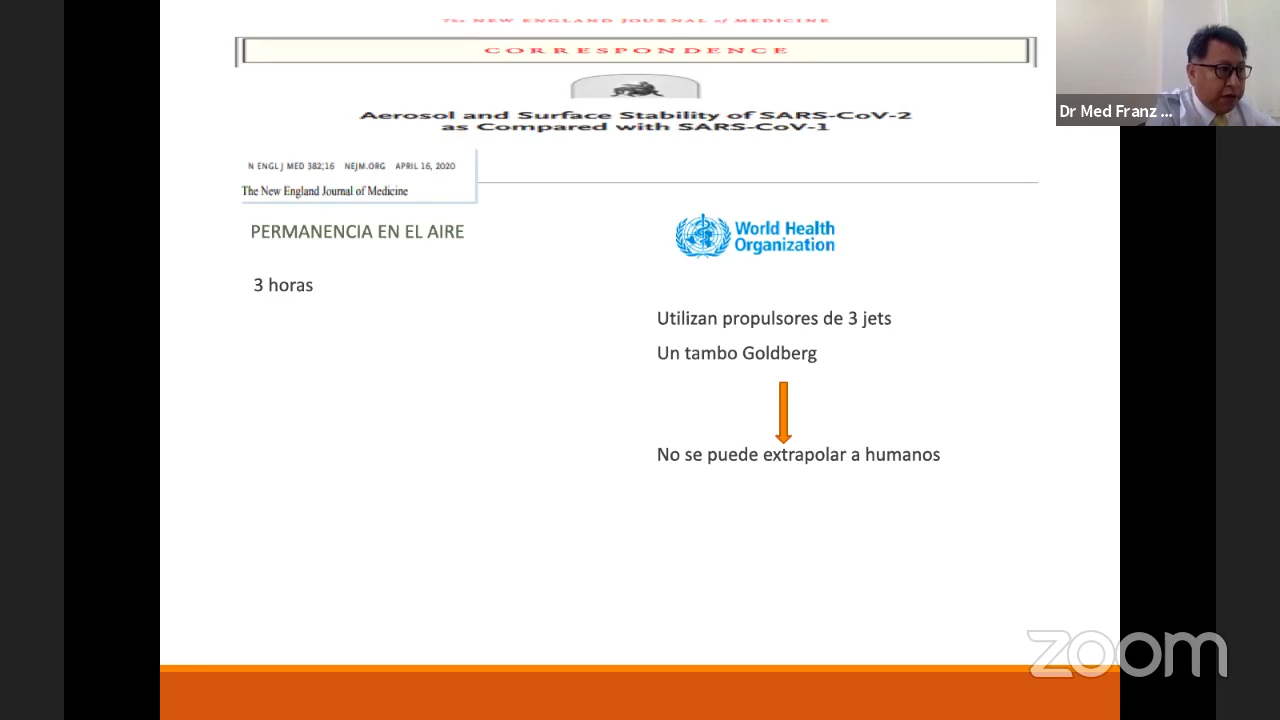 The NEW ENGLAND JOURNAL of MEDICINE
CORRESPONDENCE
Aerosol and Surface Stability of SARS-CoV-2
as Compared with SARS-CoV-1
N ENGL J MED 382;16 NEJM.ORG APRIL 16, 2020
The New England Journal of Medicine
PERMANENCIA EN EL AIRE
3 horas
World Health
Organization
Utilizan propulsores de 3 jets
Un tambo Goldberg
No se puede extrapolar a humanos
Dr Med Franz ...
zoom